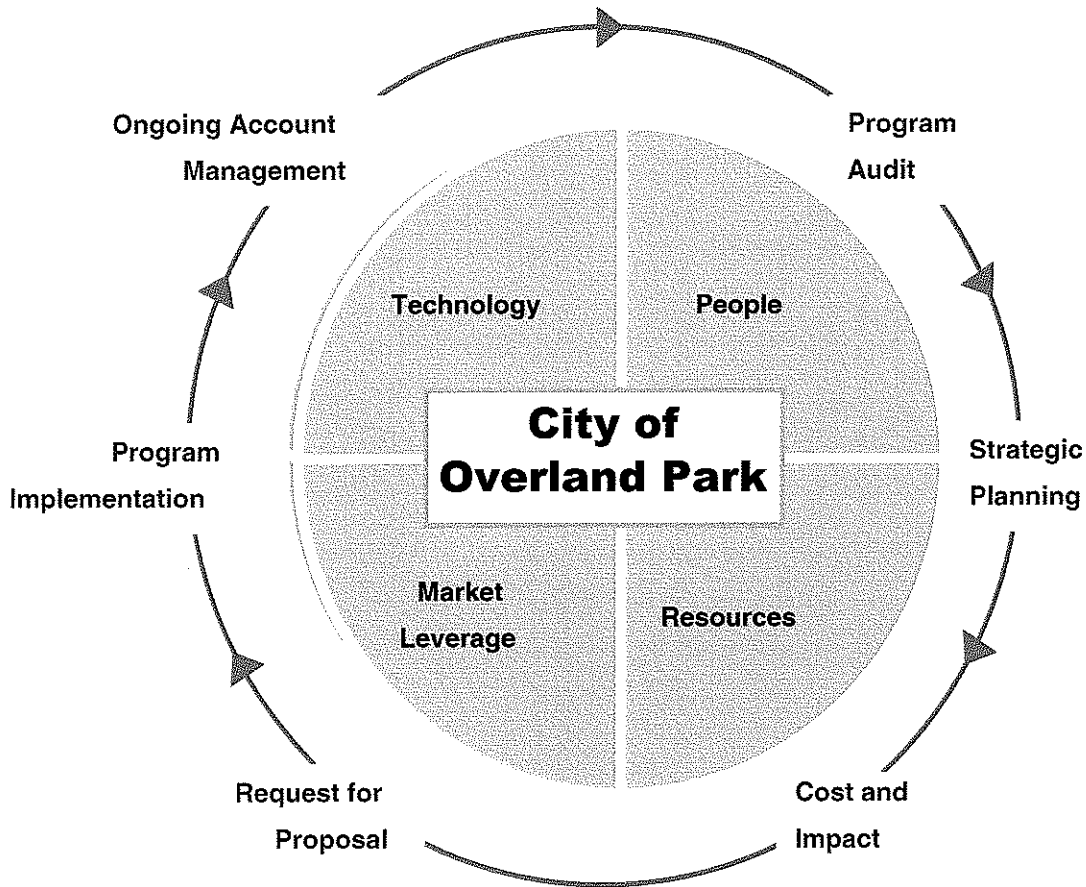 Ongoing Account
Management
Program
Audit
Technology
People
City of
Overland Park
Program
Implementation
Strategic
Planning
Market
Leverage
Resources
Request for
Proposal
Cost and
Impact